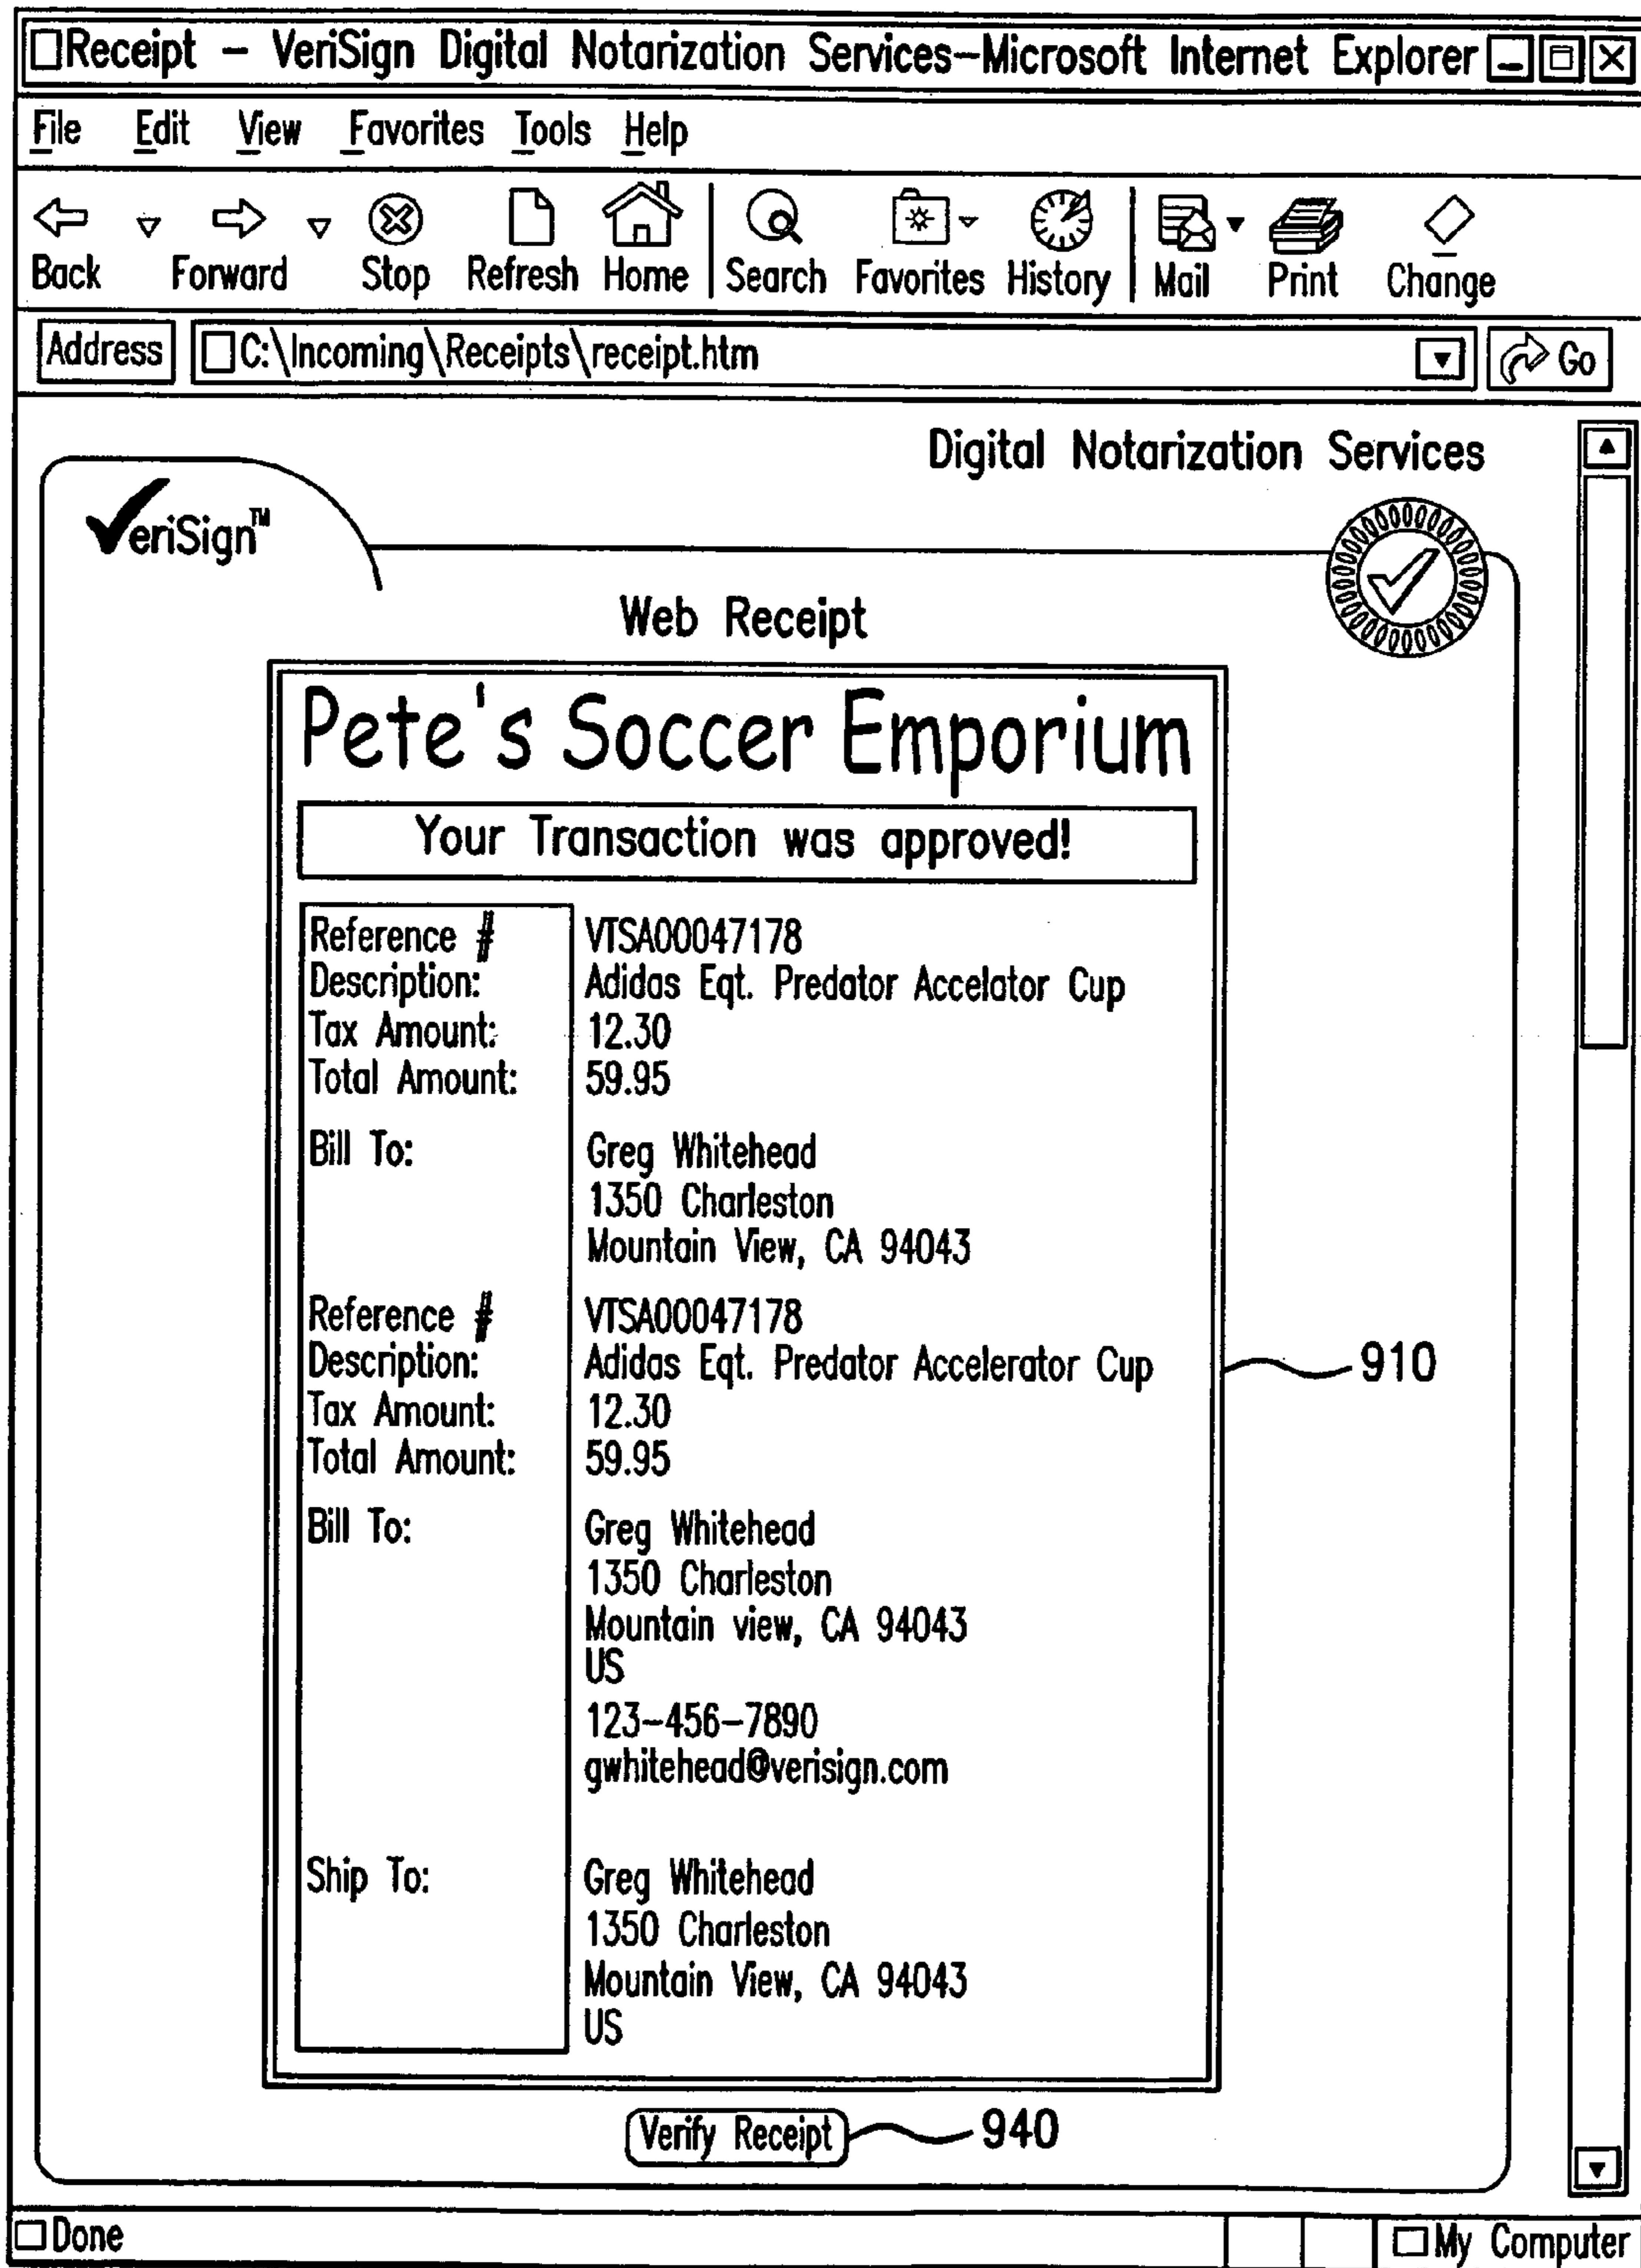 Receipt – VeriSign Digital Notarization Services–Microsoft Internet Explorer
File Edit View Favorites Tools Help
Back Forward Stop Refresh Home Search Favorites History Mail Print Change
Address C:\Incoming\Receipts\receipt.htm Go
Digital Notarization Services
VeriSign™
Web Receipt
Pete's Soccer Emporium
Your Transaction was approved!
Reference # VTSA00047178
Description: Adidas Eqt. Predator Accelator Cup
Tax Amount: 12.30
Total Amount: 59.95
Bill To: Greg Whitehead
1350 Charleston
Mountain View, CA 94043
Reference # VTSA00047178
Description: Adidas Eqt. Predator Accelerator Cup
910
Tax Amount: 12.30
Total Amount: 59.95
Bill To: Greg Whitehead
1350 Charleston
Mountain view, CA 94043
US
123–456–7890
gwhitehead@verisign.com
Ship To: Greg Whitehead
1350 Charleston
Mountain View, CA 94043
US
Verify Receipt 940
Done My Computer